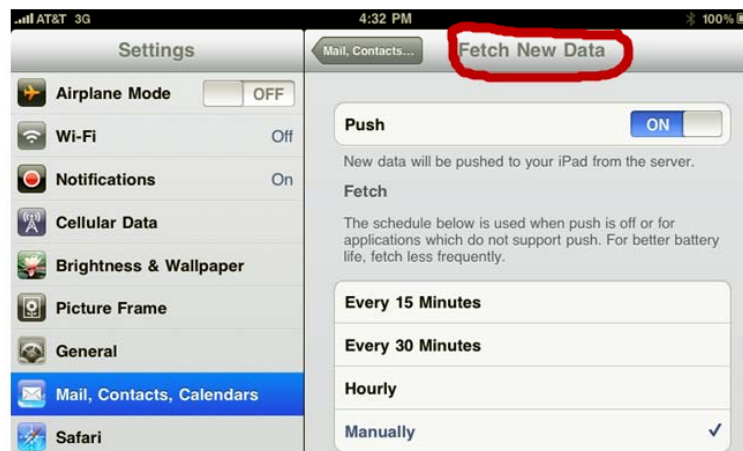 AT&T 3G 4:32 PM 100%
Settings
Airplane Mode OFF
Wi-Fi Off
Notifications On
Cellular Data
Brightness & Wallpaper
Picture Frame
General
Mail, Contacts, Calendars
Safari
Mail, Contacts... Fetch New Data
Push ON
New data will be pushed to your iPad from the server.
Fetch
The schedule below is used when push is off or for
applications which do not support push. For better battery
life, fetch less frequently.
Every 15 Minutes
Every 30 Minutes
Hourly
Manually